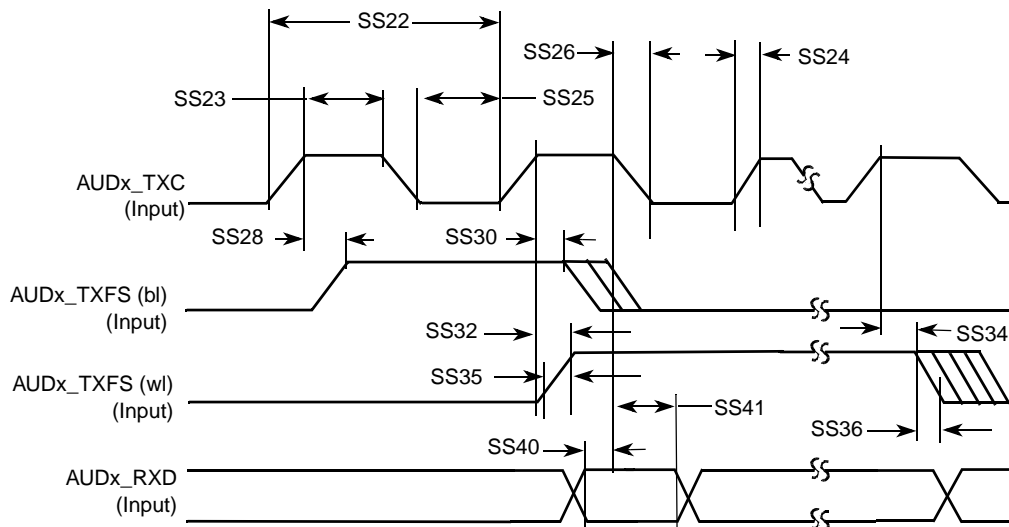 SS22
SS26
SS24
SS23
SS25
AUDx_TXC
(Input)
SS28
SS30
AUDx_TXFS (bl)
(Input)
SS32
SS34
SS35
AUDx_TXFS (wl)
(Input)
SS41
SS36
SS40
AUDx_RXD
(Input)